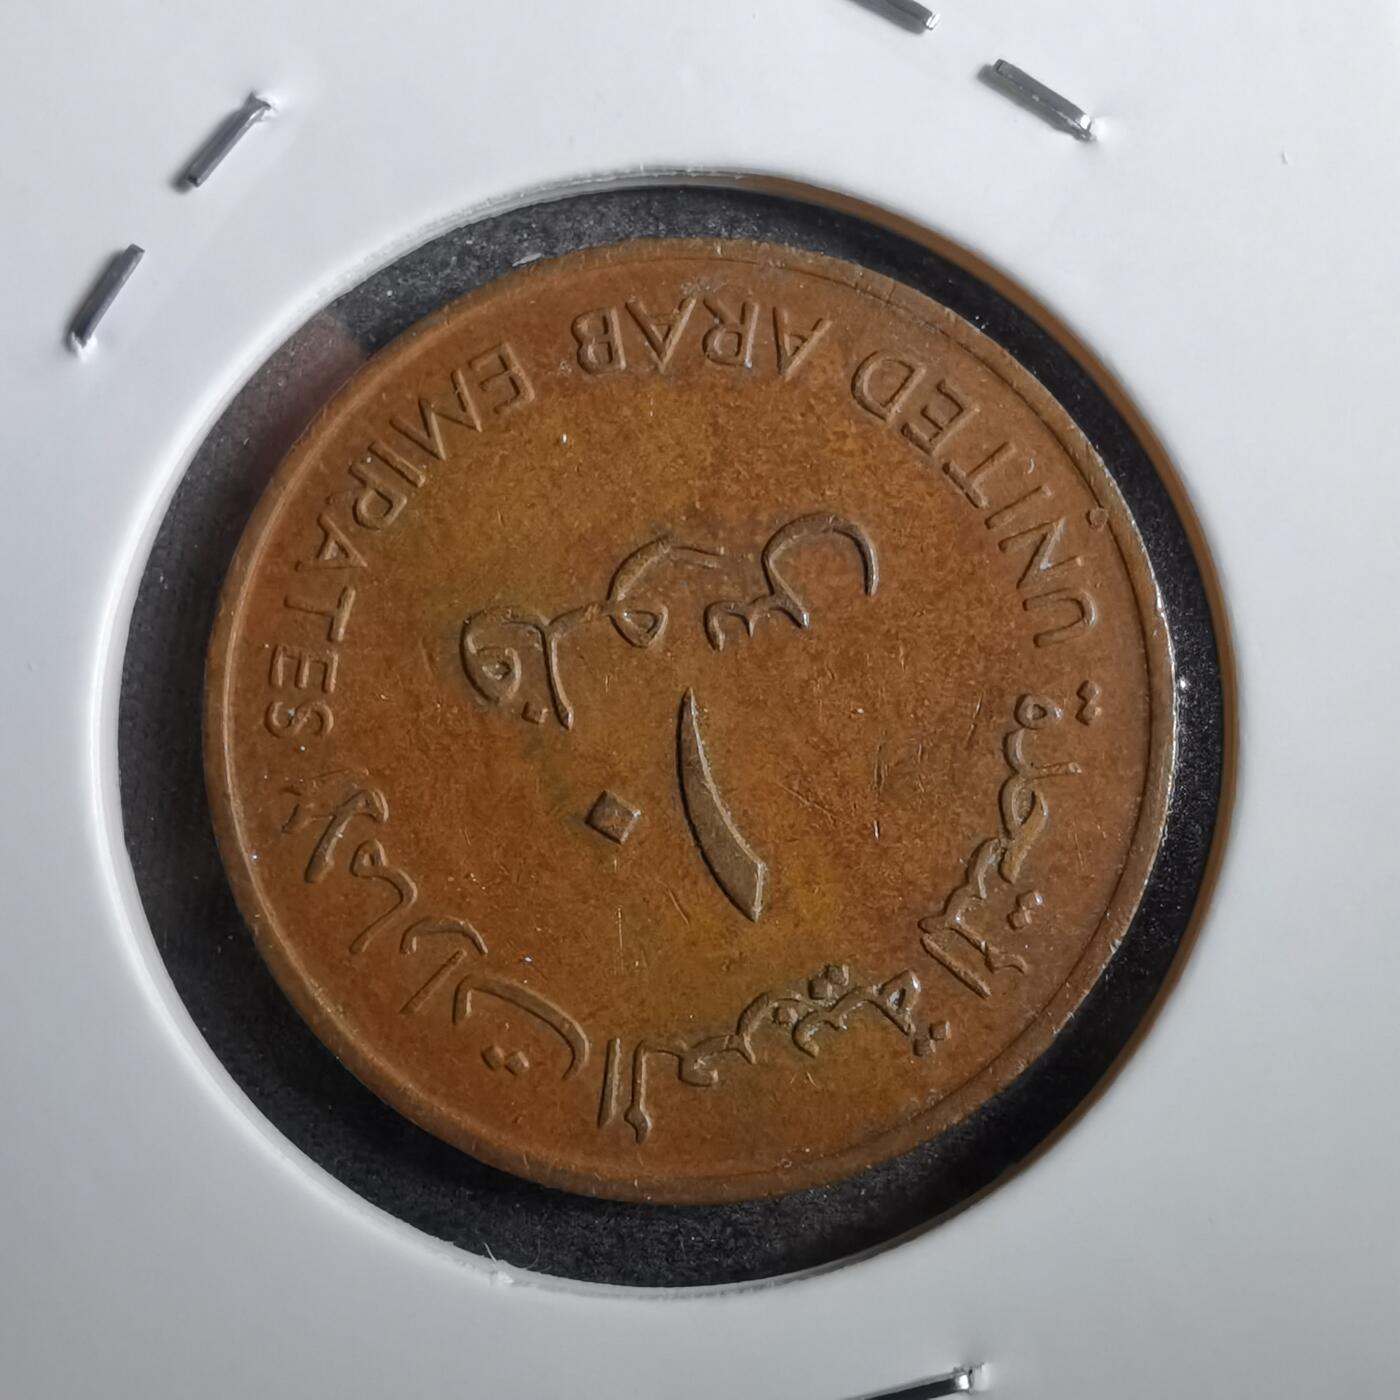 الإمارات العربية المتحدة
١٠
فلوس
UNITED ARAB EMIRATES